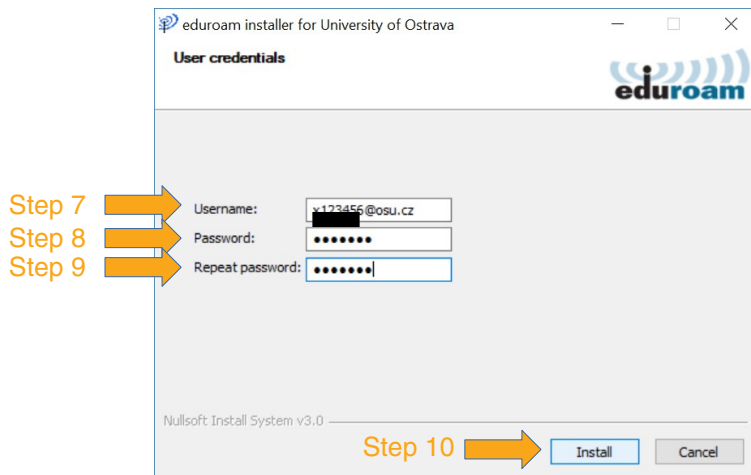 eduroam installer for University of Ostrava
User credentials
eduroam
Step 7 Username: x123456@osu.cz
Step 8 Password: ●●●●●●●
Step 9 Repeat password: ●●●●●●●
Nullsoft Install System v3.0
Step 10 Install Cancel